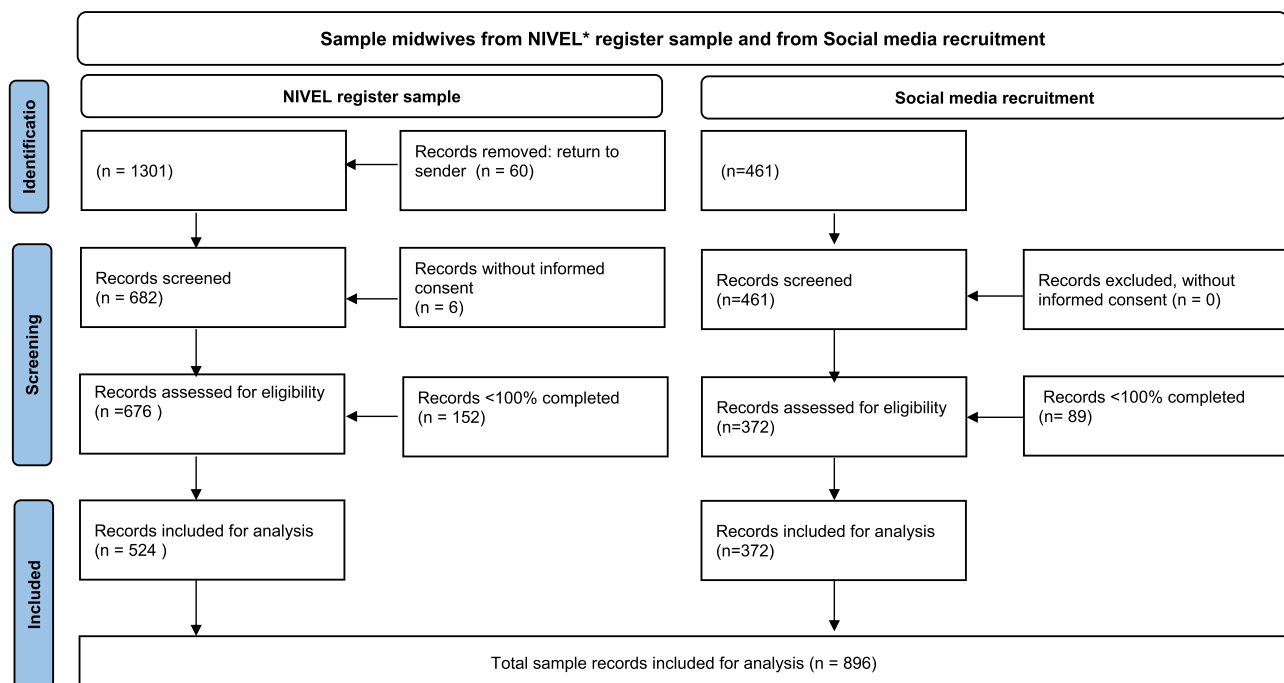 Sample midwives from NIVEL* register sample and from Social media recruitment
NIVEL register sample
Social media recruitment
Identificatio
(n = 1301)
Records removed: return to
sender (n = 60)
(n=461)
Screening
Records screened
(n = 682)
Records without informed
consent
(n = 6)
Records screened
(n=461)
Records excluded, without
informed consent (n = 0)
Records assessed for eligibility
(n =676 )
Records <100% completed
(n = 152)
Records assessed for eligibility
(n=372)
Records <100% completed
(n= 89)
Included
Records included for analysis
(n = 524 )
Records included for analysis
(n=372)
Total sample records included for analysis (n = 896)